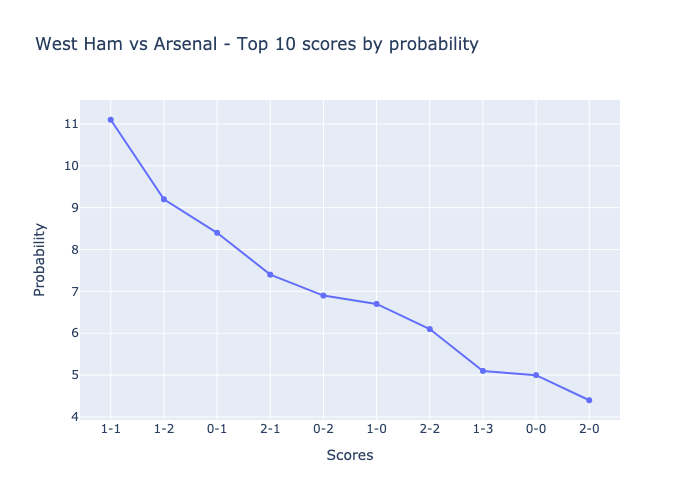 West Ham vs Arsenal - Top 10 scores by probability
11
10
9
8
7
6
5
4
Probability
1-1 1-2 0-1 2-1 0-2 1-0 2-2 1-3 0-0 2-0
Scores